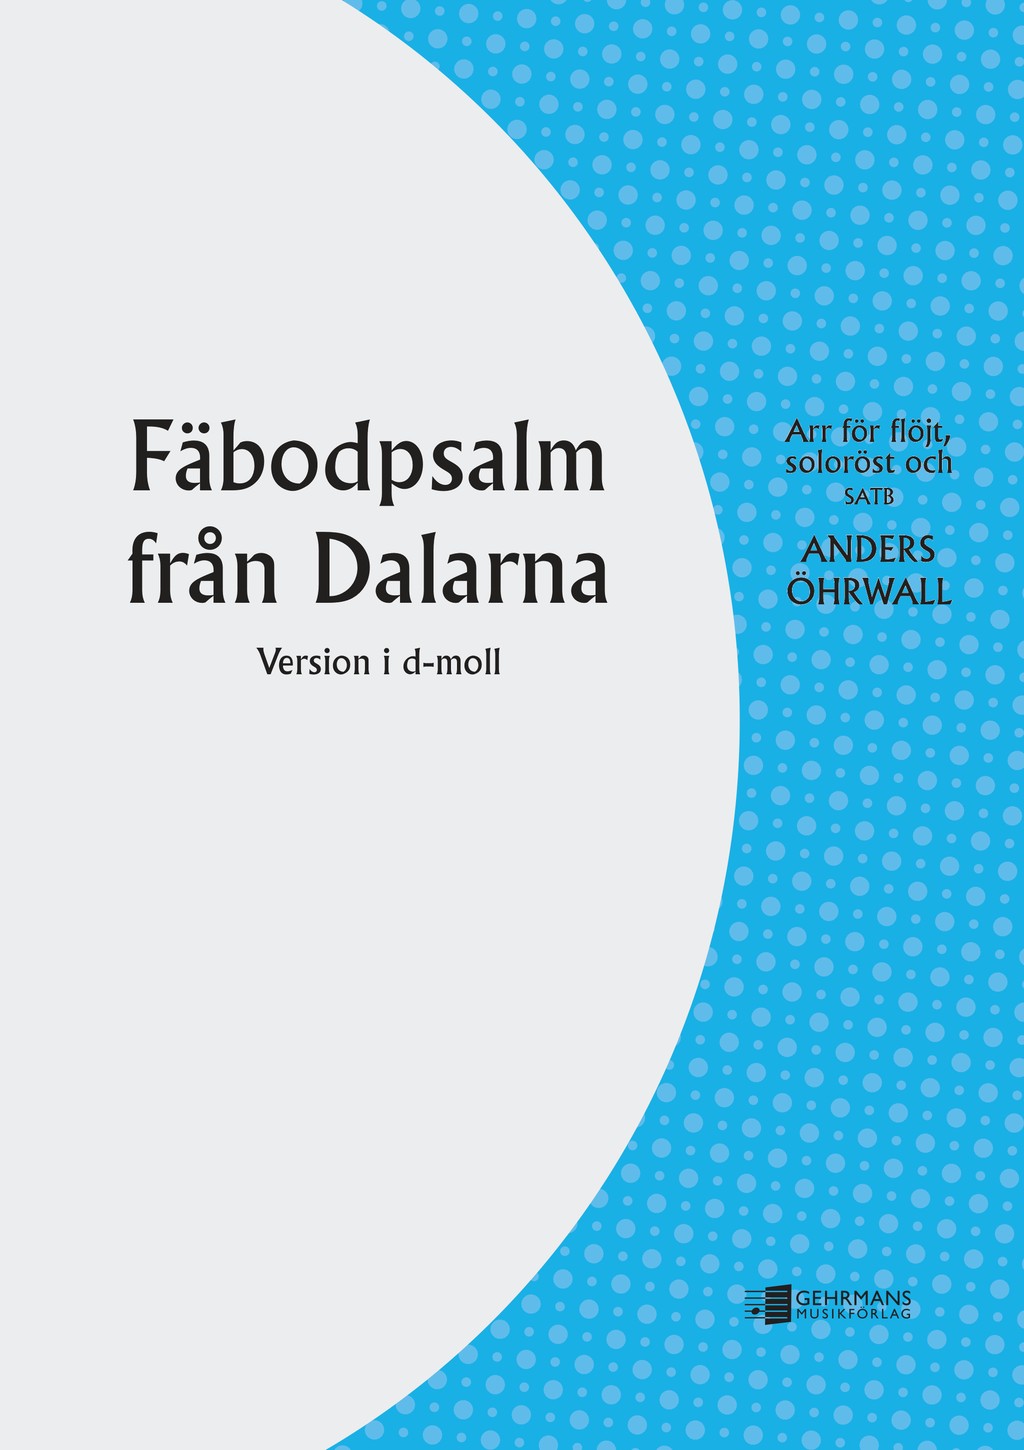 Fäbodpsalm
från Dalarna
Version i d-moll
Arr för flöjt,
soloröst och
SATB
ANDERS
ÖHRWALL
GEHRMANS
MUSIKFÖRLAG